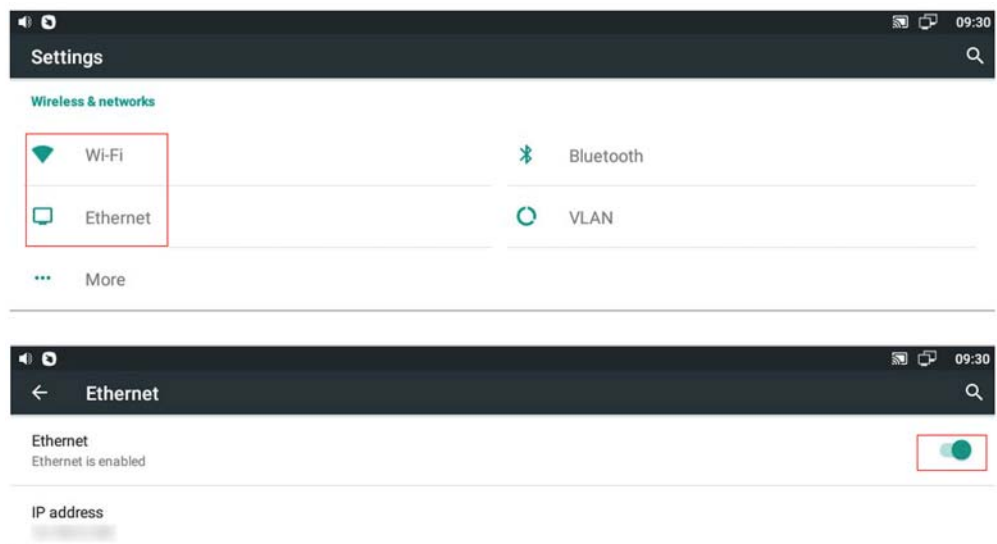 09:30
Settings
Wireless & networks
Wi-Fi
Bluetooth
Ethernet
VLAN
More
09:30
Ethernet
Ethernet
Ethernet is enabled
IP address